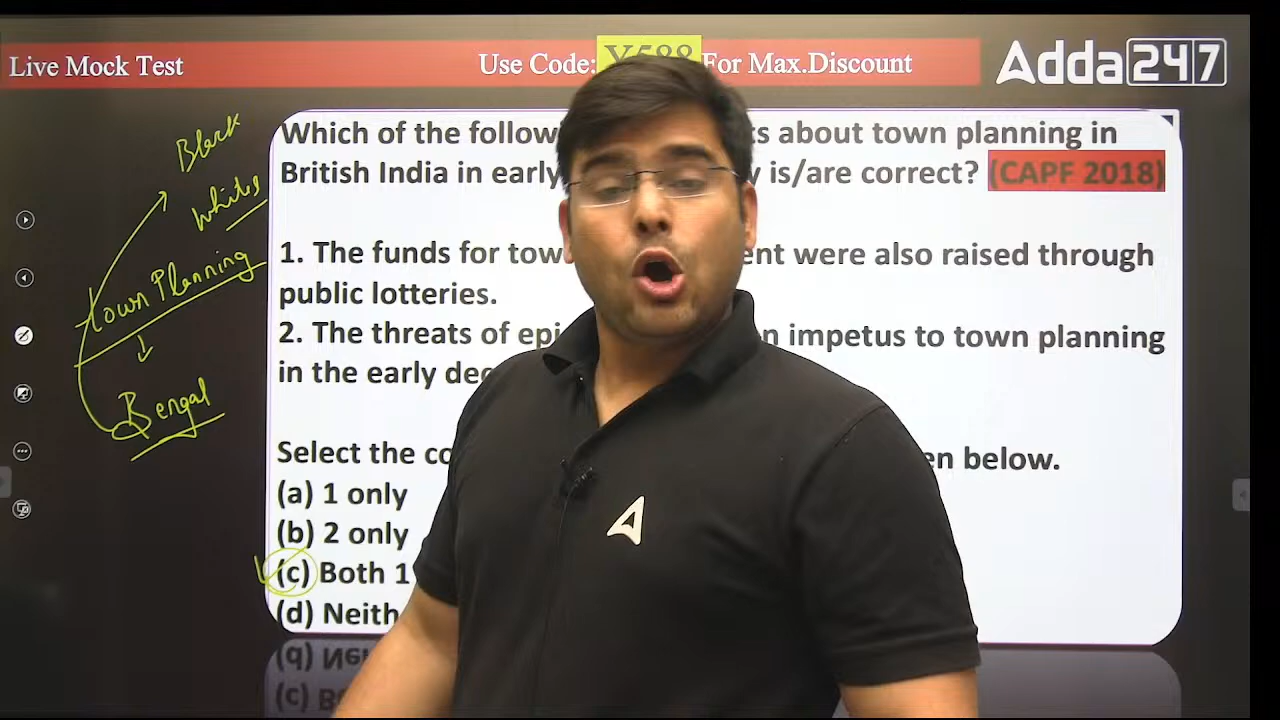 Live Mock Test
Use Code: Y588 For Max.Discount
Adda 247
Black
Whites
town Planning
Bengal
Which of the follow s about town planning in
British India in early y is/are correct? (CAPF 2018)
1. The funds for tow ent were also raised through
public lotteries.
2. The threats of epi n impetus to town planning
in the early dec
Select the co en below.
(a) 1 only
(b) 2 only
(c) Both 1
(d) Neith